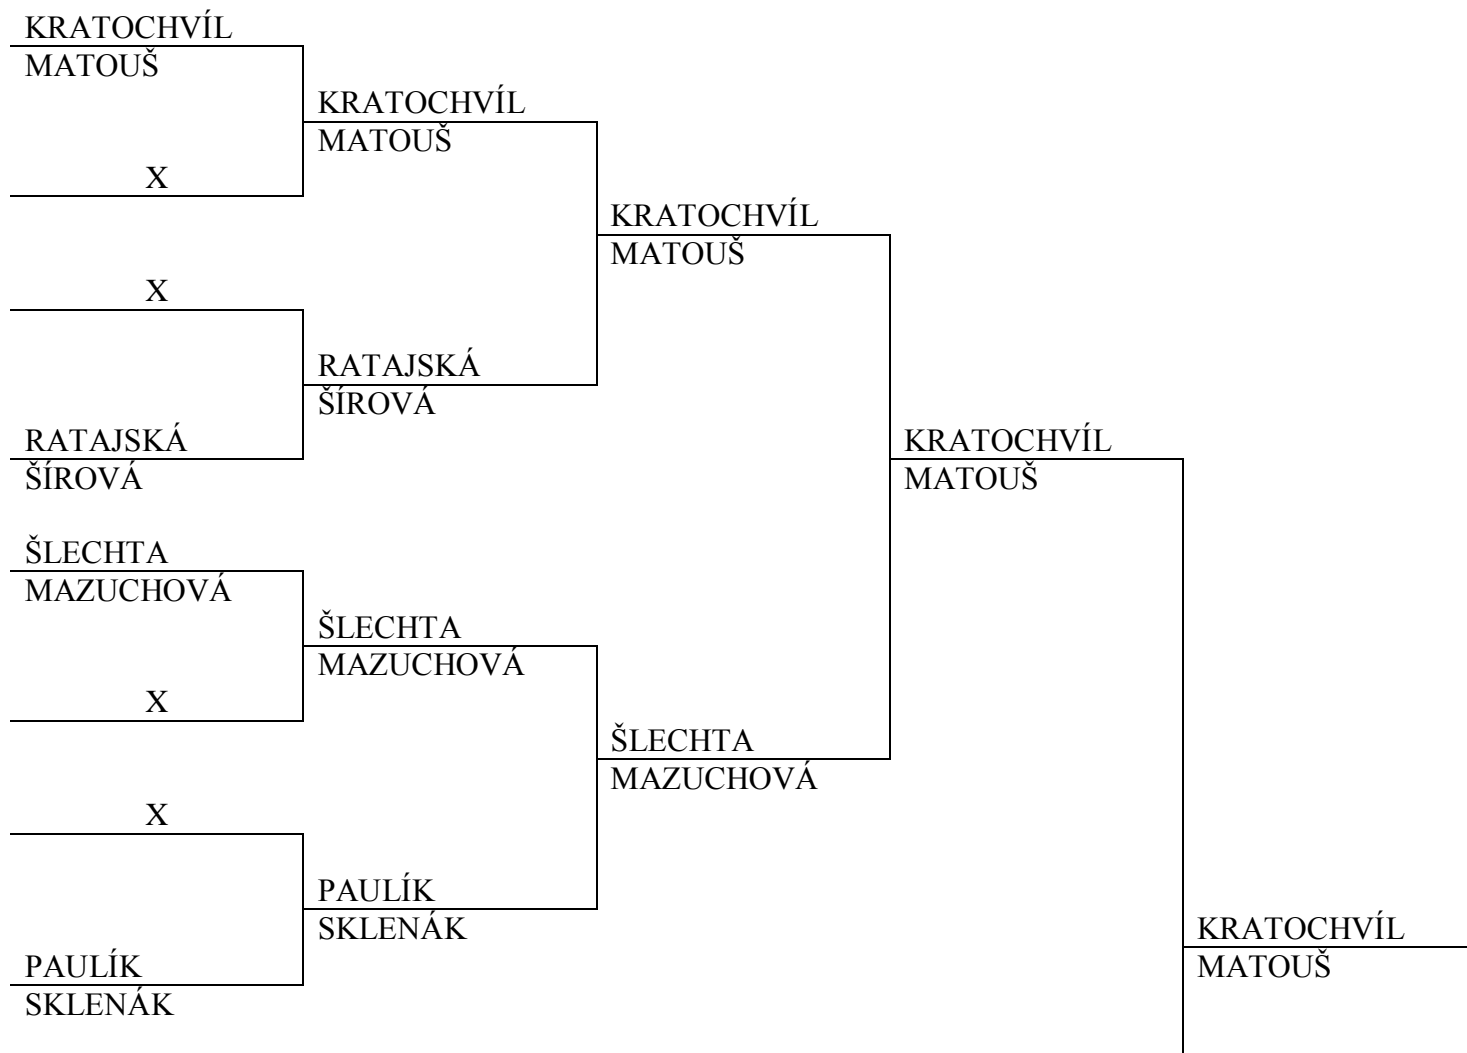 KRATOCHVÍL
MATOUŠ
KRATOCHVÍL
MATOUŠ
X
KRATOCHVÍL
MATOUŠ
X
RATAJSKÁ
ŠÍROVÁ
RATAJSKÁ
ŠÍROVÁ
KRATOCHVÍL
MATOUŠ
ŠLECHTA
MAZUCHOVÁ
ŠLECHTA
MAZUCHOVÁ
X
ŠLECHTA
MAZUCHOVÁ
X
PAULÍK
SKLENÁK
KRATOCHVÍL
MATOUŠ
PAULÍK
SKLENÁK